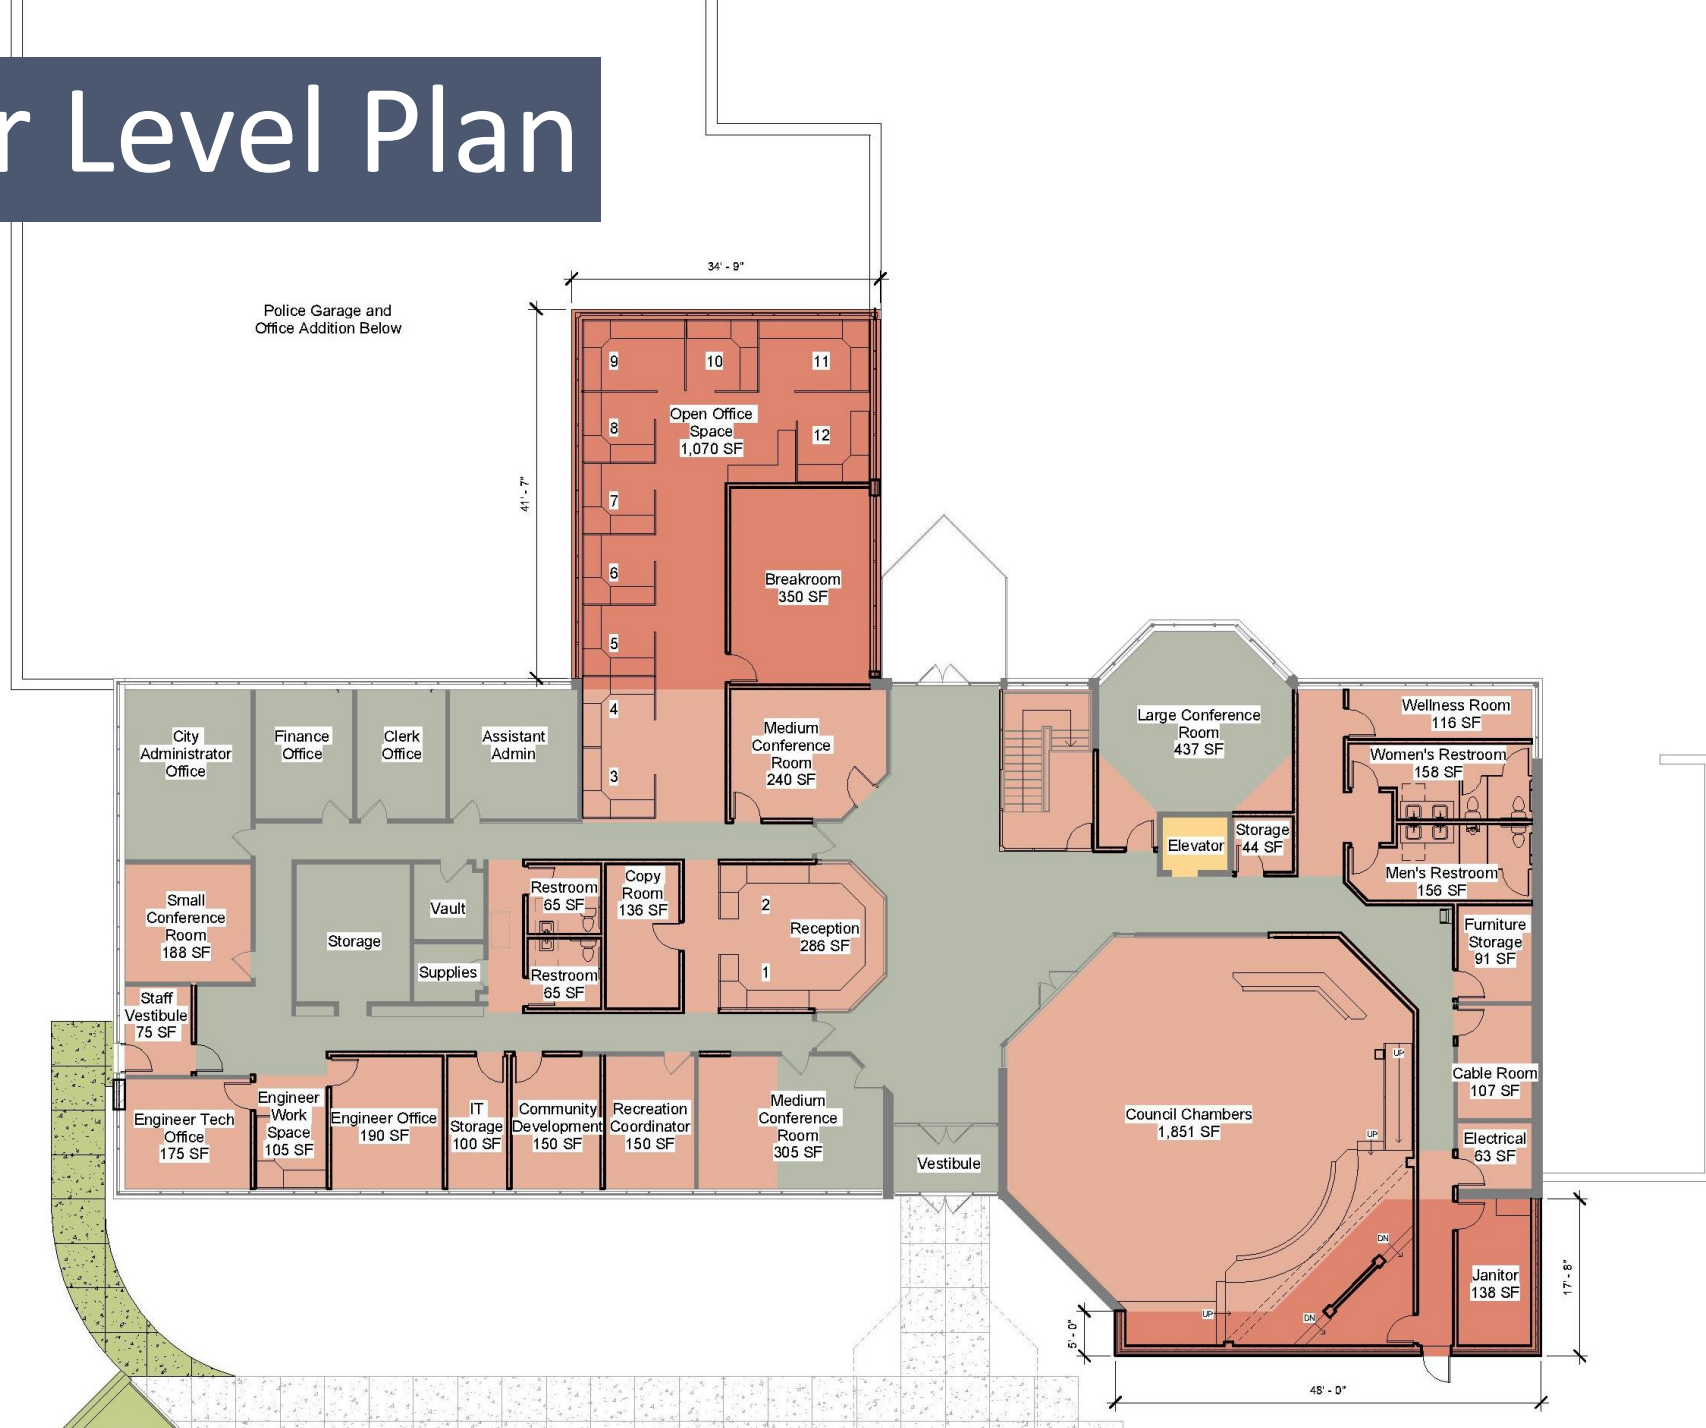 r Level Plan
34' - 9"
Police Garage and
Office Addition Below
41' - 7"
9
10
11
8
Open Office
Space
1,070 SF
12
7
6
5
Breakroom
350 SF
4
3
City
Administrator
Office
Finance
Office
Clerk
Office
Assistant
Admin
Medium
Conference
Room
240 SF
Large Conference
Room
437 SF
Wellness Room
116 SF
Women's Restroom
158 SF
Men's Restroom
156 SF
Elevator
Storage
44 SF
Small
Conference
Room
188 SF
Storage
Vault
Supplies
Restroom
65 SF
Restroom
65 SF
Copy
Room
136 SF
2
Reception
286 SF
1
Furniture
Storage
91 SF
Staff
Vestibule
75 SF
UP
Cable Room
107 SF
Engineer Tech
Office
175 SF
Engineer
Work
Space
105 SF
Engineer Office
190 SF
IT
Storage
100 SF
Community
Development
150 SF
Recreation
Coordinator
150 SF
Medium
Conference
Room
305 SF
Vestibule
Council Chambers
1,851 SF
UP
Electrical
63 SF
DN
Janitor
138 SF
17' - 8"
UP
DN
5' - 0"
48' - 0"